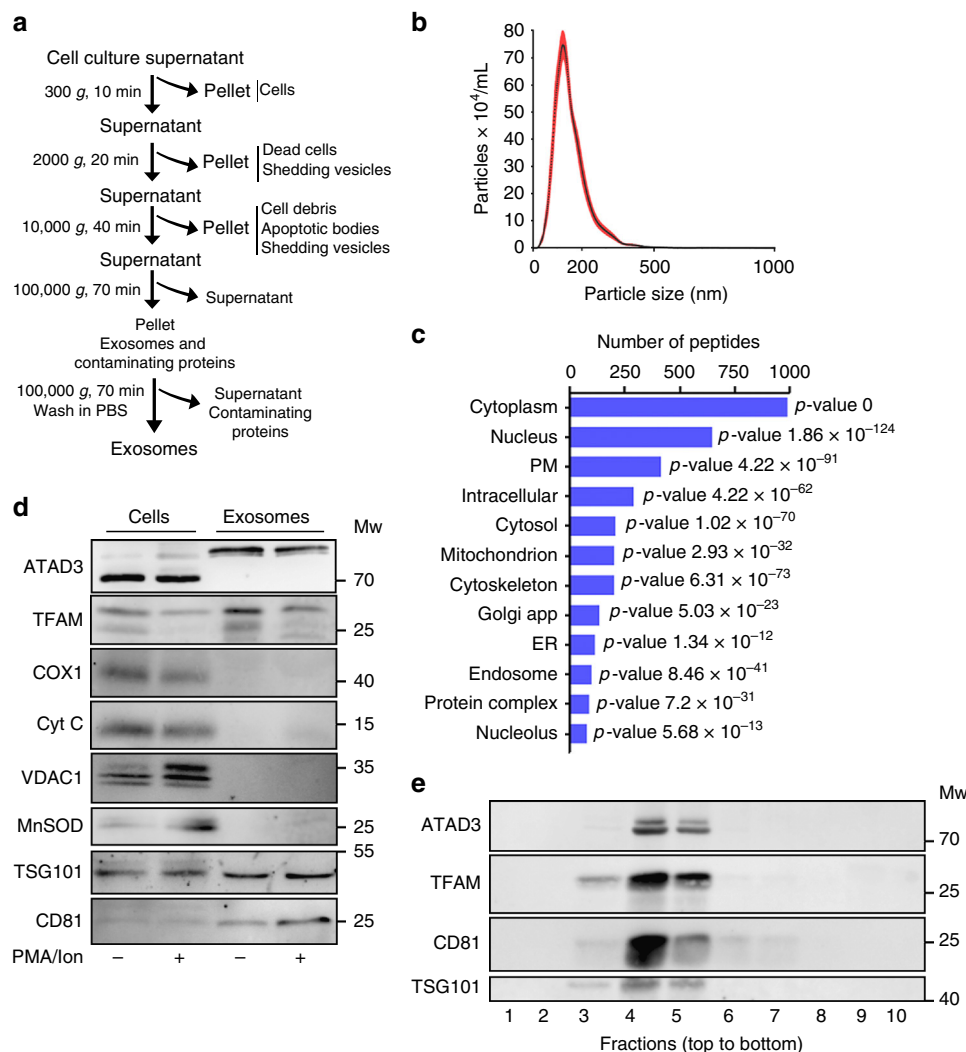 a
Cell culture supernatant
300 g, 10 min
Pellet
Cells
Supernatant
2000 g, 20 min
Pellet
Dead cells
Shedding vesicles
Supernatant
10,000 g, 40 min
Pellet
Cell debris
Apoptotic bodies
Shedding vesicles
Supernatant
100,000 g, 70 min
Supernatant
Pellet
Exosomes and
contaminating proteins
100,000 g, 70 min
Wash in PBS
Supernatant
Contaminating
proteins
Exosomes
b
Particles × 10⁴/mL
80
70
60
50
40
30
20
10
0
0 200 500 1000
Particle size (nm)
c
Number of peptides
0 250 500 750 1000
Cytoplasm p-value 0
Nucleus p-value 1.86 × 10⁻¹²⁴
PM p-value 4.22 × 10⁻⁹¹
Intracellular p-value 4.22 × 10⁻⁶²
Cytosol p-value 1.02 × 10⁻⁷⁰
Mitochondrion p-value 2.93 × 10⁻³²
Cytoskeleton p-value 6.31 × 10⁻⁷³
Golgi app p-value 5.03 × 10⁻²³
ER p-value 1.34 × 10⁻¹²
Endosome p-value 8.46 × 10⁻⁴¹
Protein complex p-value 7.2 × 10⁻³¹
Nucleolus p-value 5.68 × 10⁻¹³
d
Cells Exosomes
Mw
ATAD3 70
TFAM 25
COX1 40
Cyt C 15
VDAC1 35
MnSOD 25
TSG101 55
CD81 25
PMA/Ion – + – +
e
Mw
ATAD3 70
TFAM 25
CD81 25
TSG101 40
1 2 3 4 5 6 7 8 9 10
Fractions (top to bottom)